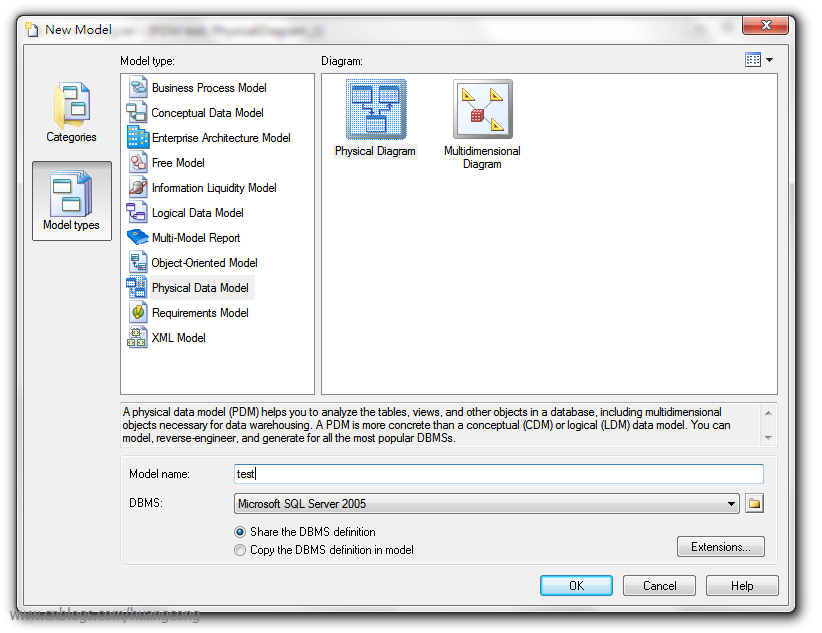 New Model
Model type:
Diagram:
Categories
Model types
Business Process Model
Conceptual Data Model
Enterprise Architecture Model
Free Model
Information Liquidity Model
Logical Data Model
Multi-Model Report
Object-Oriented Model
Physical Data Model
Requirements Model
XML Model
Physical Diagram
Multidimensional
Diagram
A physical data model (PDM) helps you to analyze the tables, views, and other objects in a database, including multidimensional
objects necessary for data warehousing. A PDM is more concrete than a conceptual (CDM) or logical (LDM) data model. You can
model, reverse-engineer, and generate for all the most popular DBMSs.
Model name:
test
DBMS:
Microsoft SQL Server 2005
Share the DBMS definition
Copy the DBMS definition in model
Extensions...
OK
Cancel
Help